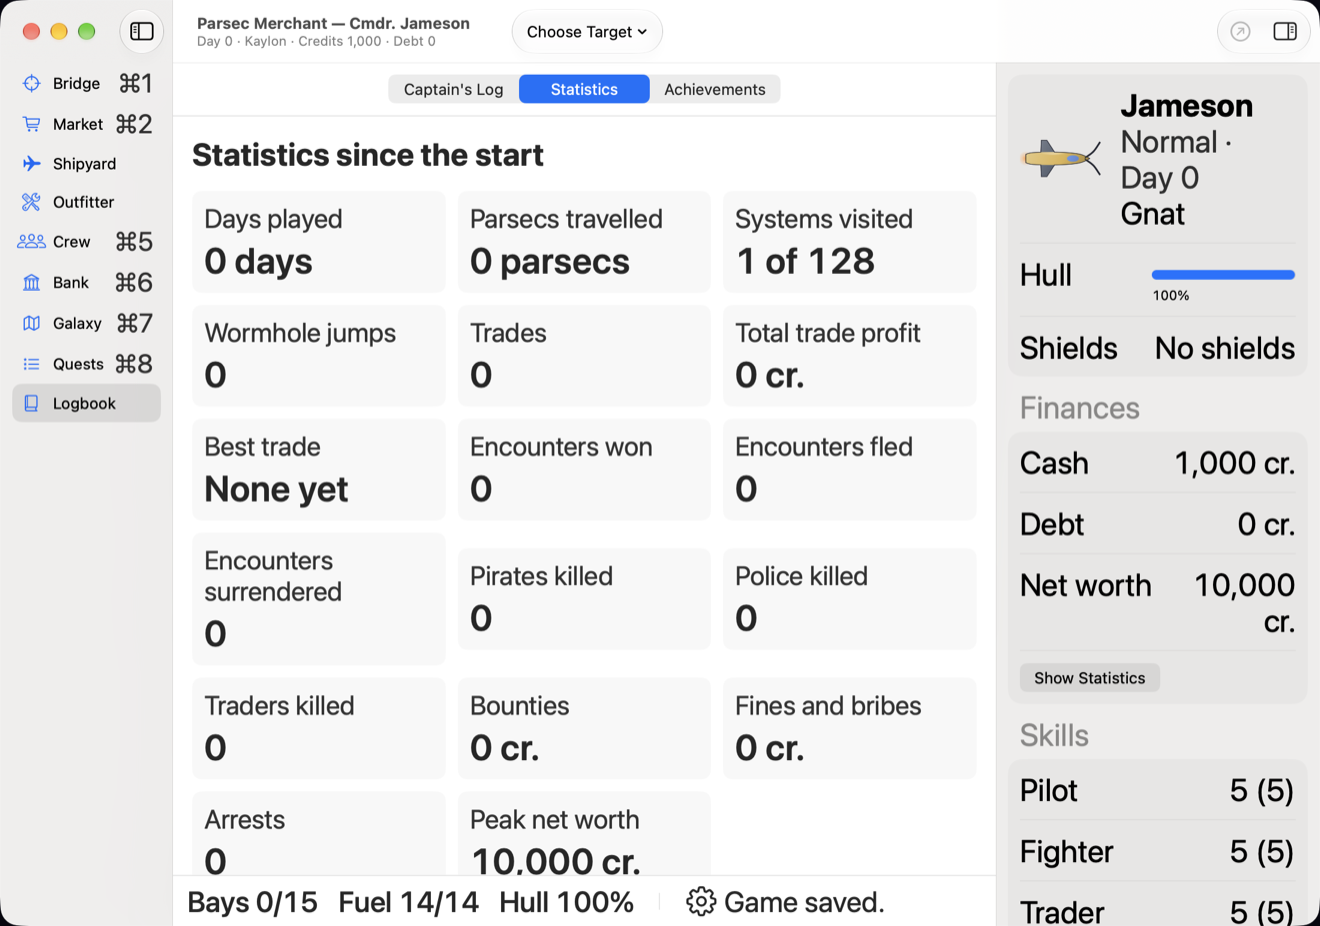 Parsec Merchant — Cmdr. Jameson
Day 0 · Kaylon · Credits 1,000 · Debt 0
Choose Target
Bridge ⌘1
Market ⌘2
Shipyard
Outfitter
Crew ⌘5
Bank ⌘6
Galaxy ⌘7
Quests ⌘8
Logbook
Captain's Log
Statistics
Achievements
Statistics since the start
Days played
0 days
Parsecs travelled
0 parsecs
Systems visited
1 of 128
Wormhole jumps
0
Trades
0
Total trade profit
0 cr.
Best trade
None yet
Encounters won
0
Encounters fled
0
Encounters
surrendered
0
Pirates killed
0
Police killed
0
Traders killed
0
Bounties
0 cr.
Fines and bribes
0 cr.
Arrests
0
Peak net worth
10,000 cr.
Bays 0/15 Fuel 14/14 Hull 100% Game saved.
Jameson
Normal ·
Day 0
Gnat
Hull
100%
Shields No shields
Finances
Cash 1,000 cr.
Debt 0 cr.
Net worth 10,000
cr.
Show Statistics
Skills
Pilot 5 (5)
Fighter 5 (5)
Trader 5 (5)